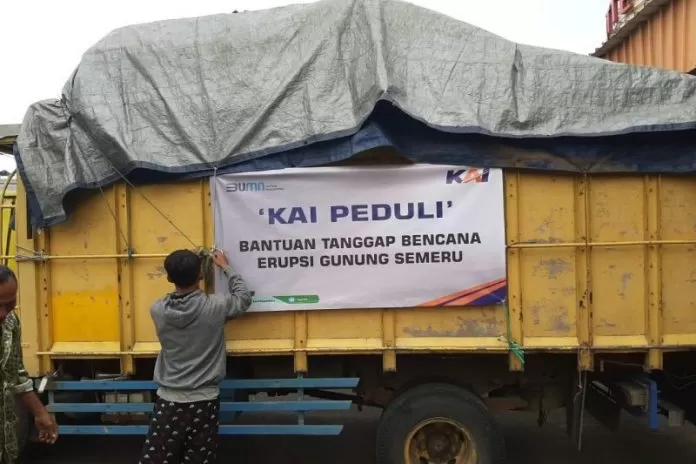 BUMN
KAI
'KAI PEDULI'
BANTUAN TANGGAP BENCANA
ERUPSI GUNUNG SEMERU